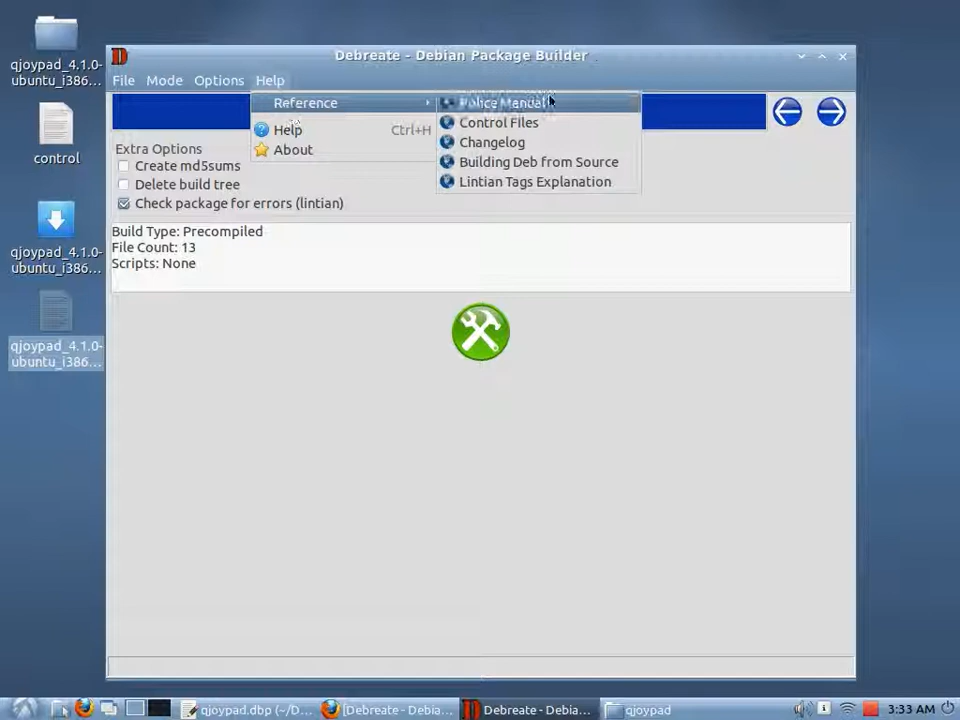 qjoypad_4.1.0-
ubuntu_i386...
control
qjoypad_4.1.0-
ubuntu_i386...
qjoypad_4.1.0-
ubuntu_i386...
Debreate - Debian Package Builder
File Mode Options Help
Reference
Help Ctrl+H
About
Police Manual
Control Files
Changelog
Building Deb from Source
Lintian Tags Explanation
Extra Options
Create md5sums
Delete build tree
Check package for errors (lintian)
Build Type: Precompiled
File Count: 13
Scripts: None
qjoypad.dbp (~/D... [Debreate - Debia... Debreate - Debia... qjoypad 3:33 AM